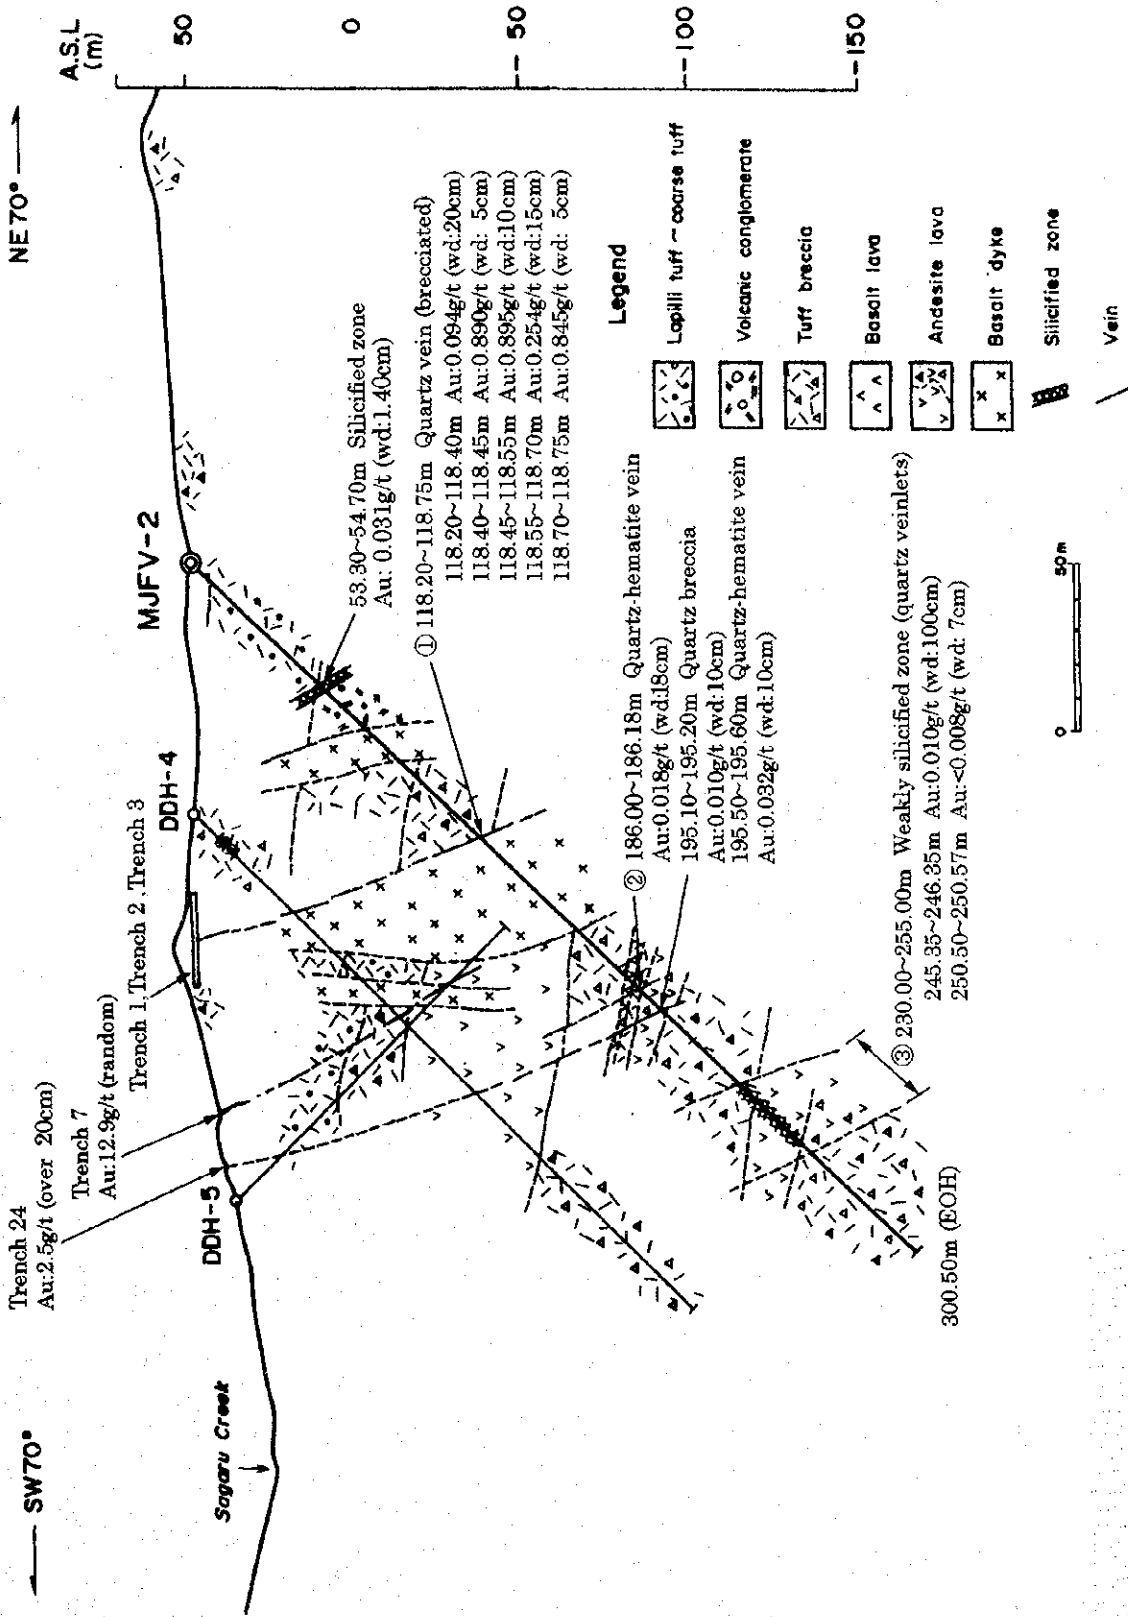 SW70°
NE70°
A.S.L
(m)
50
0
-50
-100
-150
Trench 24
Au:2.5g/t (over 20cm)
Trench 7
Au:12.9g/t (random)
Trench 1,Trench 2 ,Trench 3
DDH-5
DDH-4
MJFV-2
Sagaru Creek
53.30~54.70m Silicified zone
Au: 0.031g/t (wd:1.40cm)
① 118.20~118.75m Quartz vein (brecciated)
118.20~118.40m Au:0.094g/t (wd:20cm)
118.40~118.45m Au:0.890g/t (wd: 5cm)
118.45~118.55m Au:0.895g/t (wd:10cm)
118.55~118.70m Au:0.254g/t (wd:15cm)
118.70~118.75m Au:0.845g/t (wd: 5cm)
② 186.00~186.18m Quartz-hematite vein
Au:0.018g/t (wd:18cm)
195.10~195.20m Quartz breccia
Au:0.010g/t (wd:10cm)
195.50~195.60m Quartz-hematite vein
Au:0.032g/t (wd:10cm)
③ 230.00~255.00m Weakly silicified zone (quartz veinlets)
245.35~246.35m Au:0.010g/t (wd:100cm)
250.50~250.57m Au:<0.008g/t (wd: 7cm)
300.50m (EOH)
Legend
Lapilli tuff ~ coarse tuff
Volcanic conglomerate
Tuff breccia
Basalt lava
Andesite lava
Basalt dyke
Silicified zone
Vein
0
50m